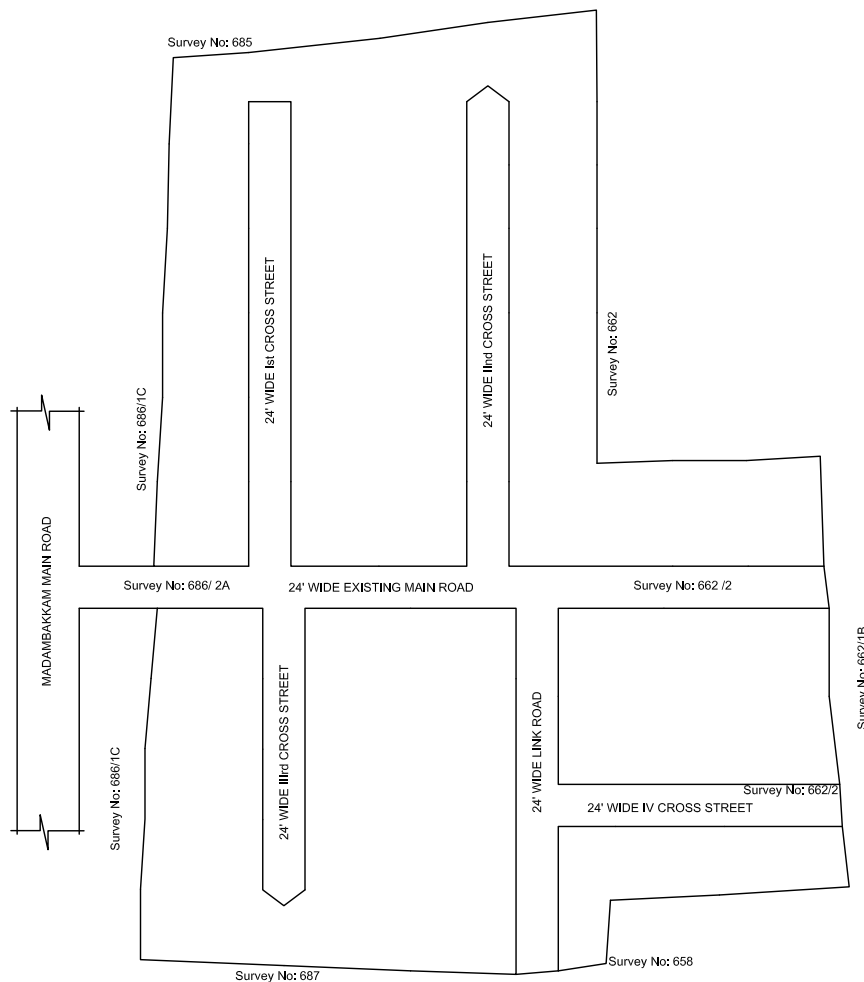 Survey No: 685
24' WIDE Ist CROSS STREET
24' WIDE IInd CROSS STREET
Survey No: 662
Survey No: 686/1C
MADAMBAKKAM MAIN ROAD
Survey No: 686/ 2A
24' WIDE EXISTING MAIN ROAD
Survey No: 662 /2
Survey No: 662/1B
Survey No: 686/1C
24' WIDE IIIrd CROSS STREET
24' WIDE LINK ROAD
Survey No: 662/2
24' WIDE IV CROSS STREET
Survey No: 687
Survey No: 658